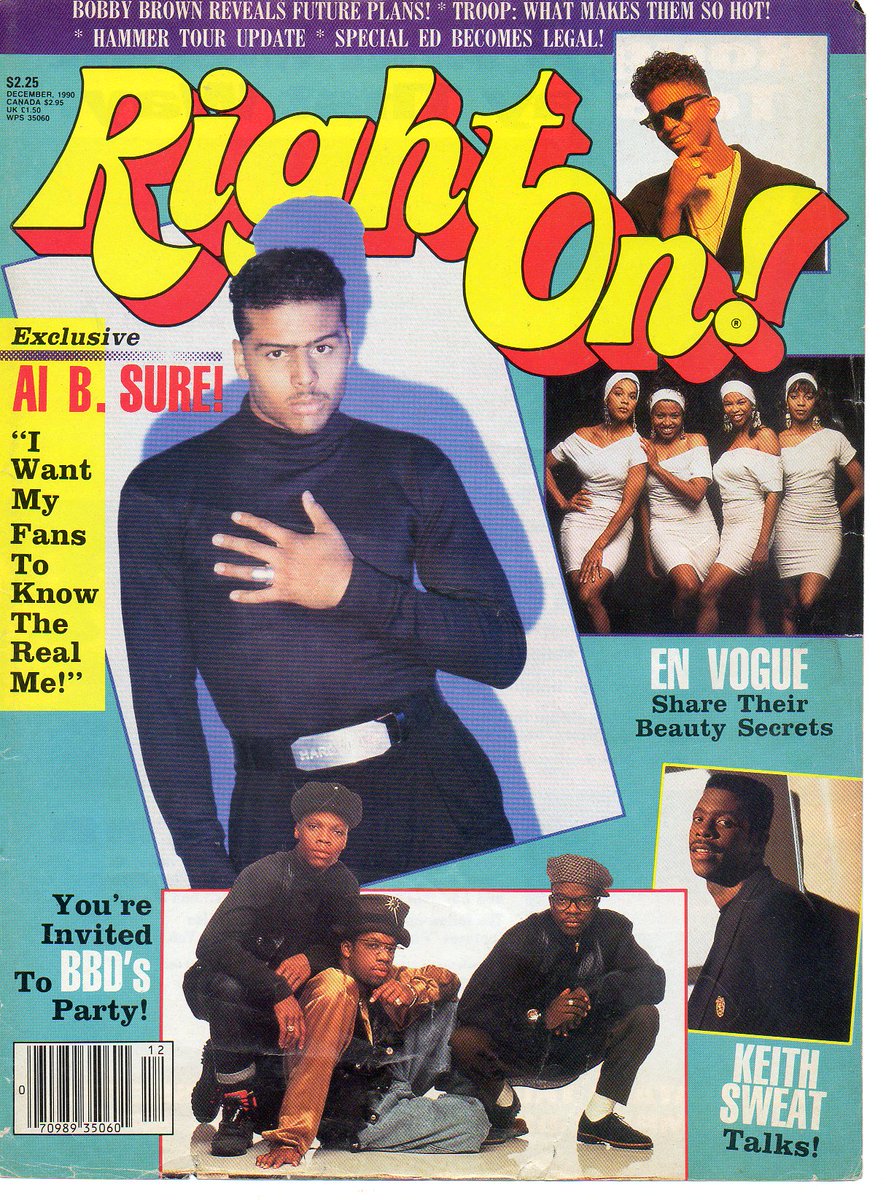 BOBBY BROWN REVEALS FUTURE PLANS! * TROOP: WHAT MAKES THEM SO HOT!
* HAMMER TOUR UPDATE * SPECIAL ED BECOMES LEGAL!
$2.25
DECEMBER, 1990
CANADA $2.95
UK £1.50
WPS 35060
Right On!
®
Exclusive
Al B. SURE!
“I
Want
My
Fans
To
Know
The
Real
Me!”
EN VOGUE
Share Their
Beauty Secrets
You’re
Invited
To BBD’s
Party!
KEITH
SWEAT
Talks!
12
0
70989 35060